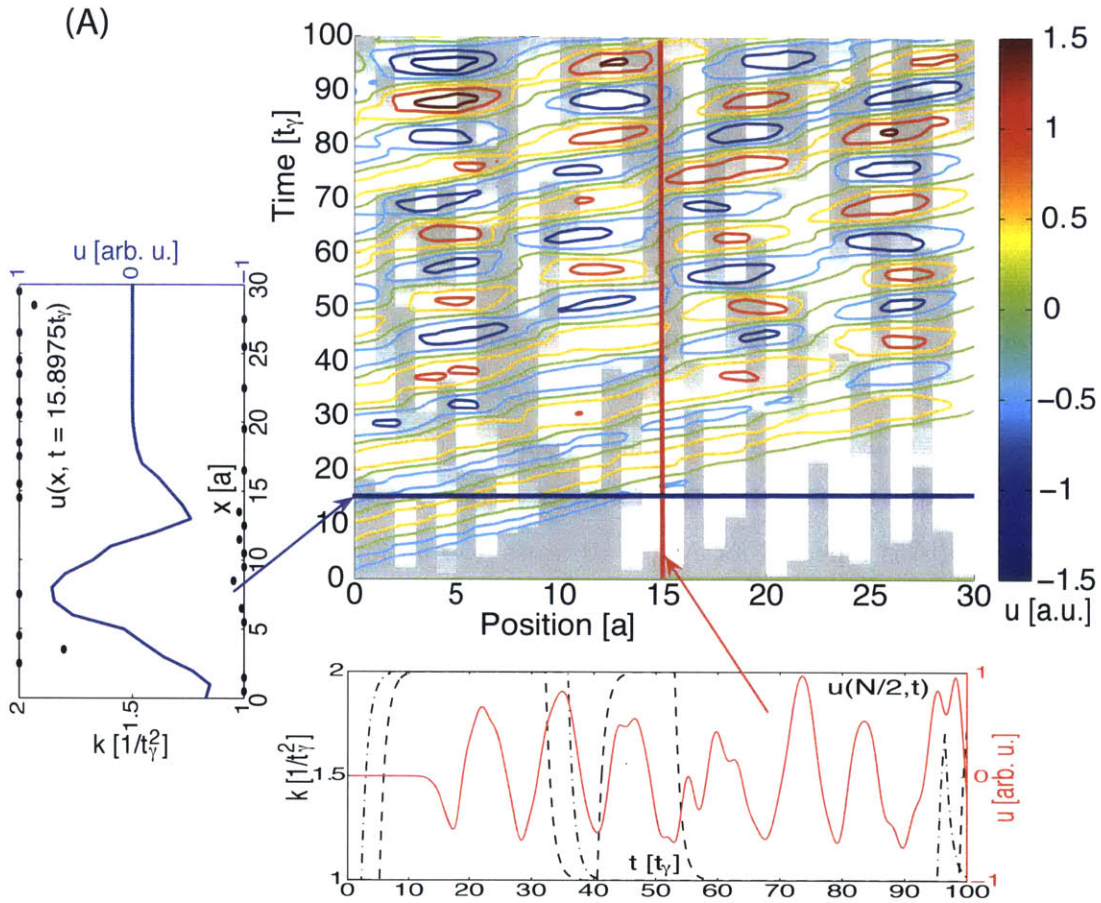 (A)
100
90
80
70
60
50
40
30
20
10
0
Time [tγ]
0 5 10 15 20 25 30
Position [a]
1.5
1
0.5
0
−0.5
−1
−1.5
u [a.u.]
u [arb. u.]
1 0 −1
u(x, t = 15.8975tγ)
30
25
20
15
10
5
0
x [a]
2 1.5 1
k [1/tγ²]
u(N/2,t)
2
1.5
1
k [1/tγ²]
1
0
−1
u [arb. u.]
t [tγ]
0 10 20 30 40 50 60 70 80 90 100